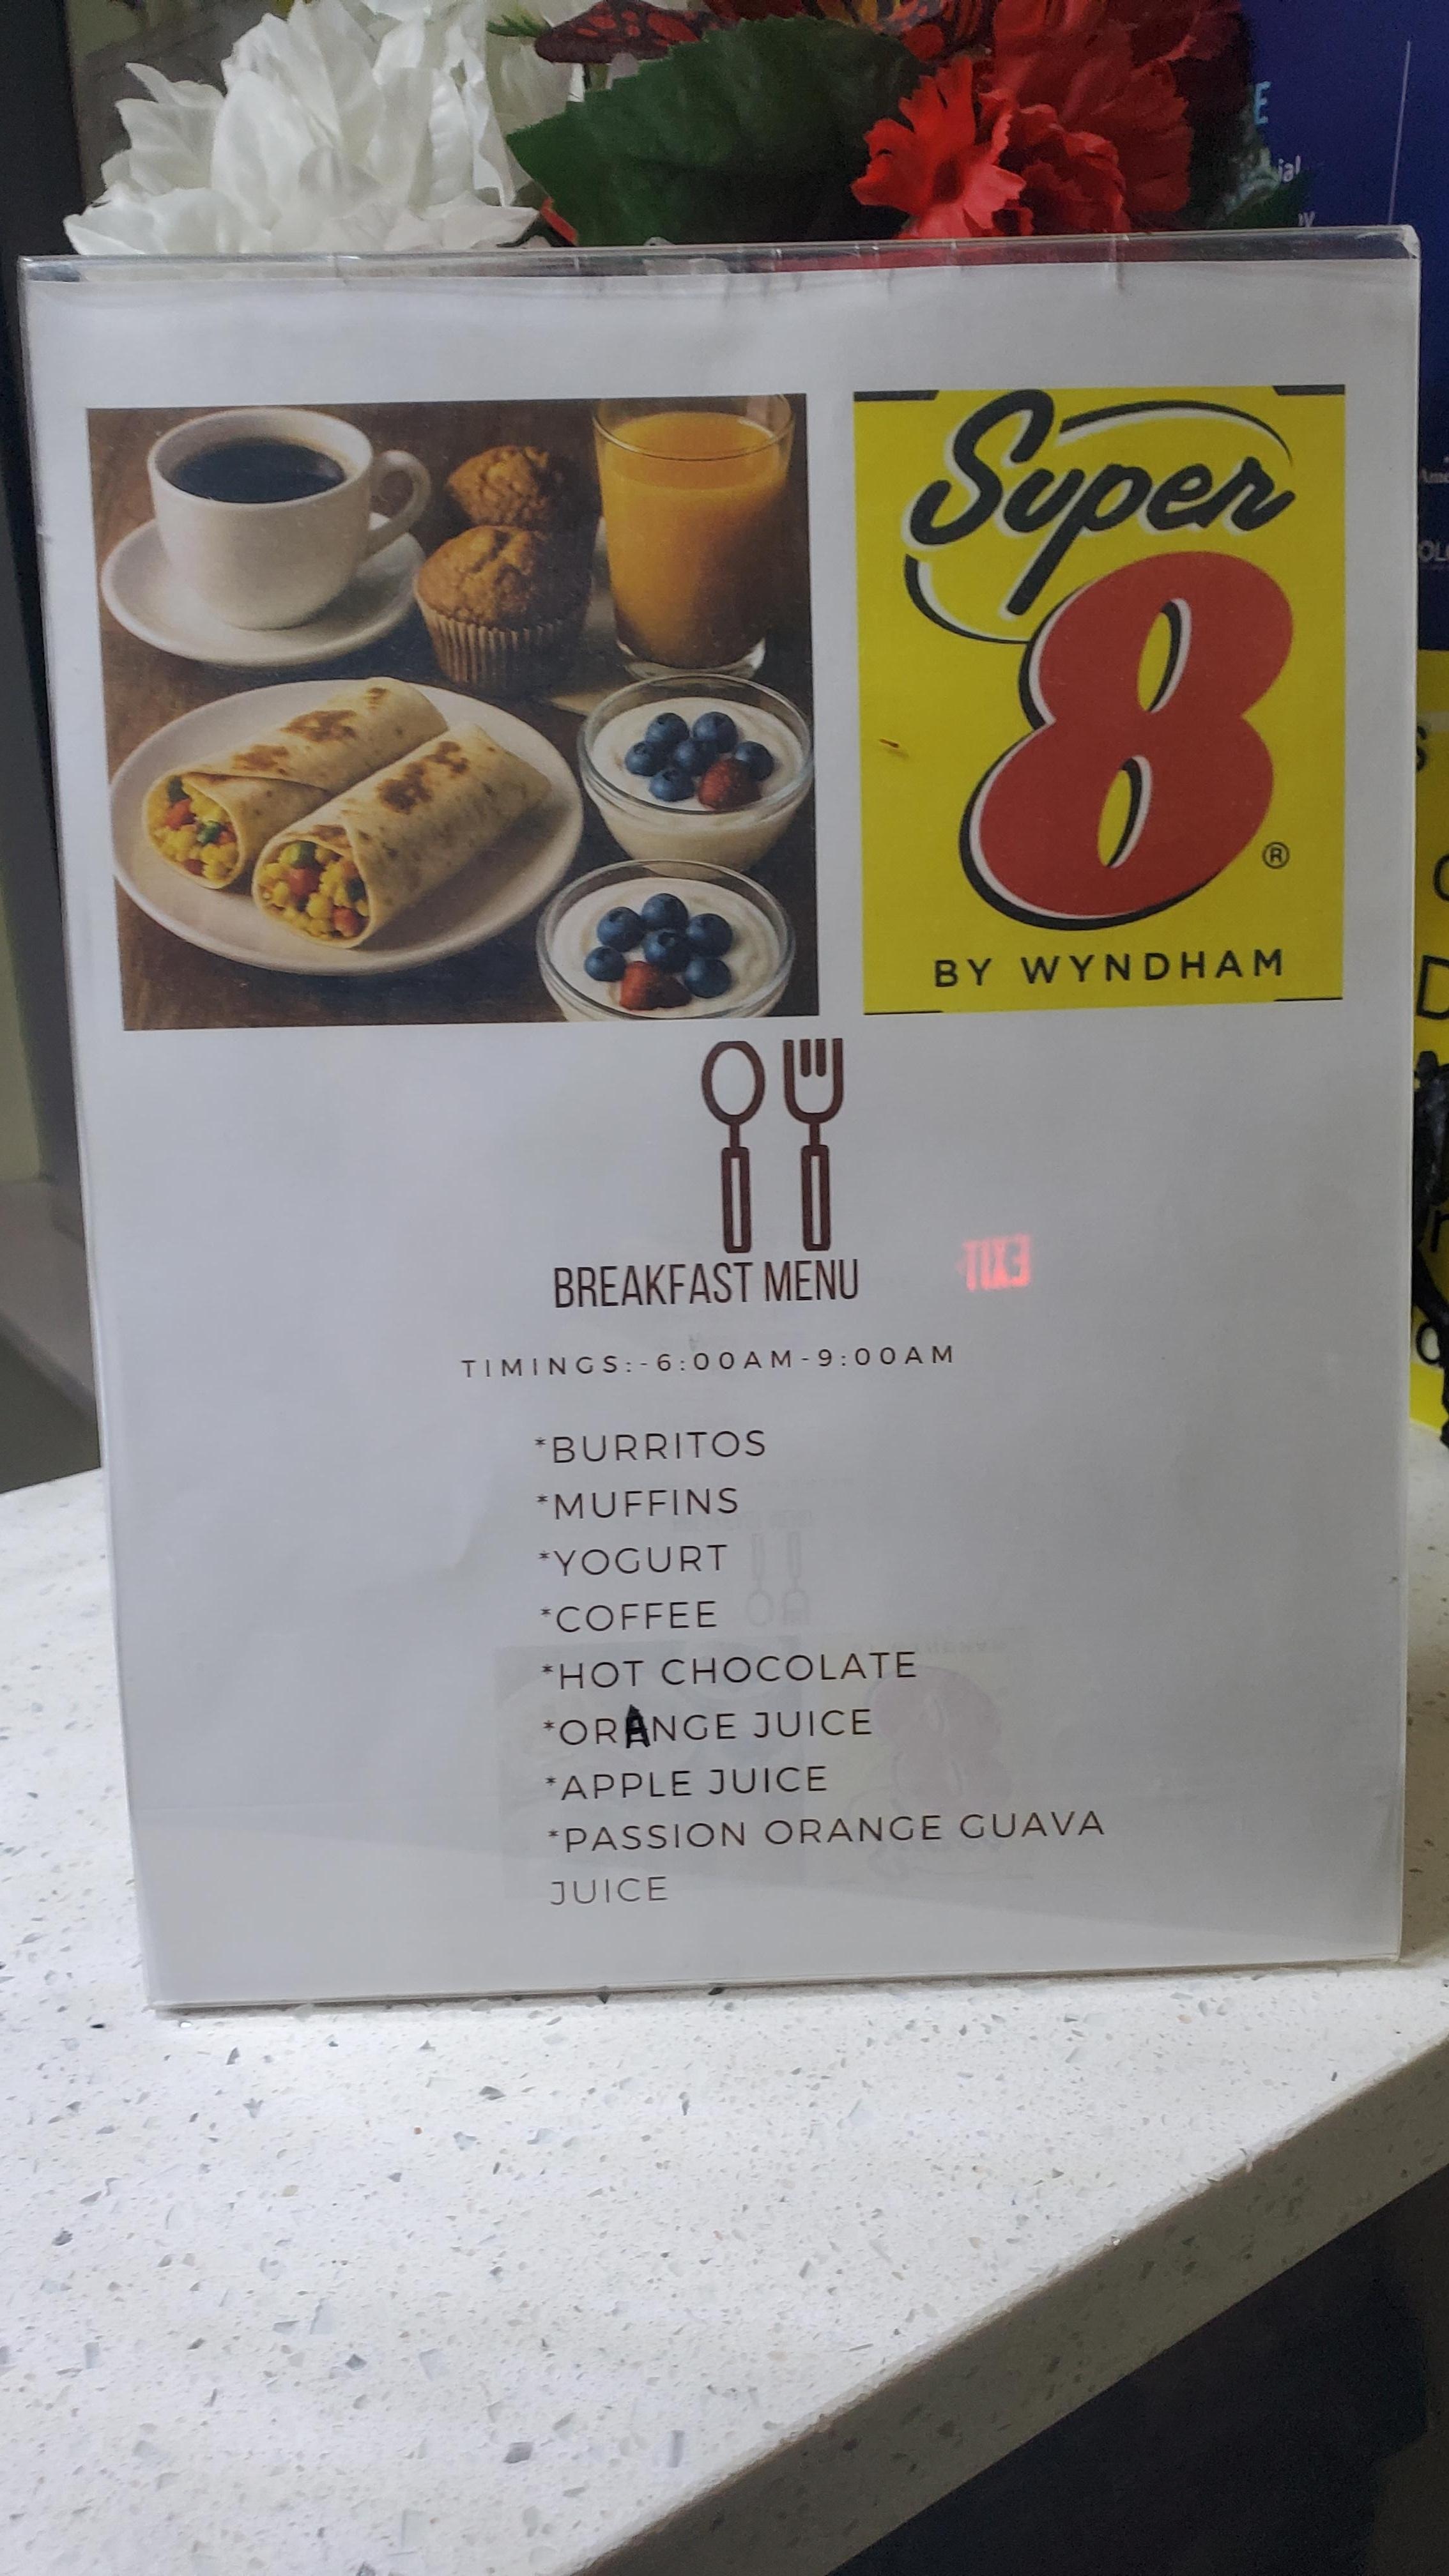 Super
8
®
BY WYNDHAM
BREAKFAST MENU
EXIT
TIMINGS:-6:00AM-9:00AM
*BURRITOS
*MUFFINS
*YOGURT
*COFFEE
*HOT CHOCOLATE
*ORANGE JUICE
*APPLE JUICE
*PASSION ORANGE GUAVA
JUICE